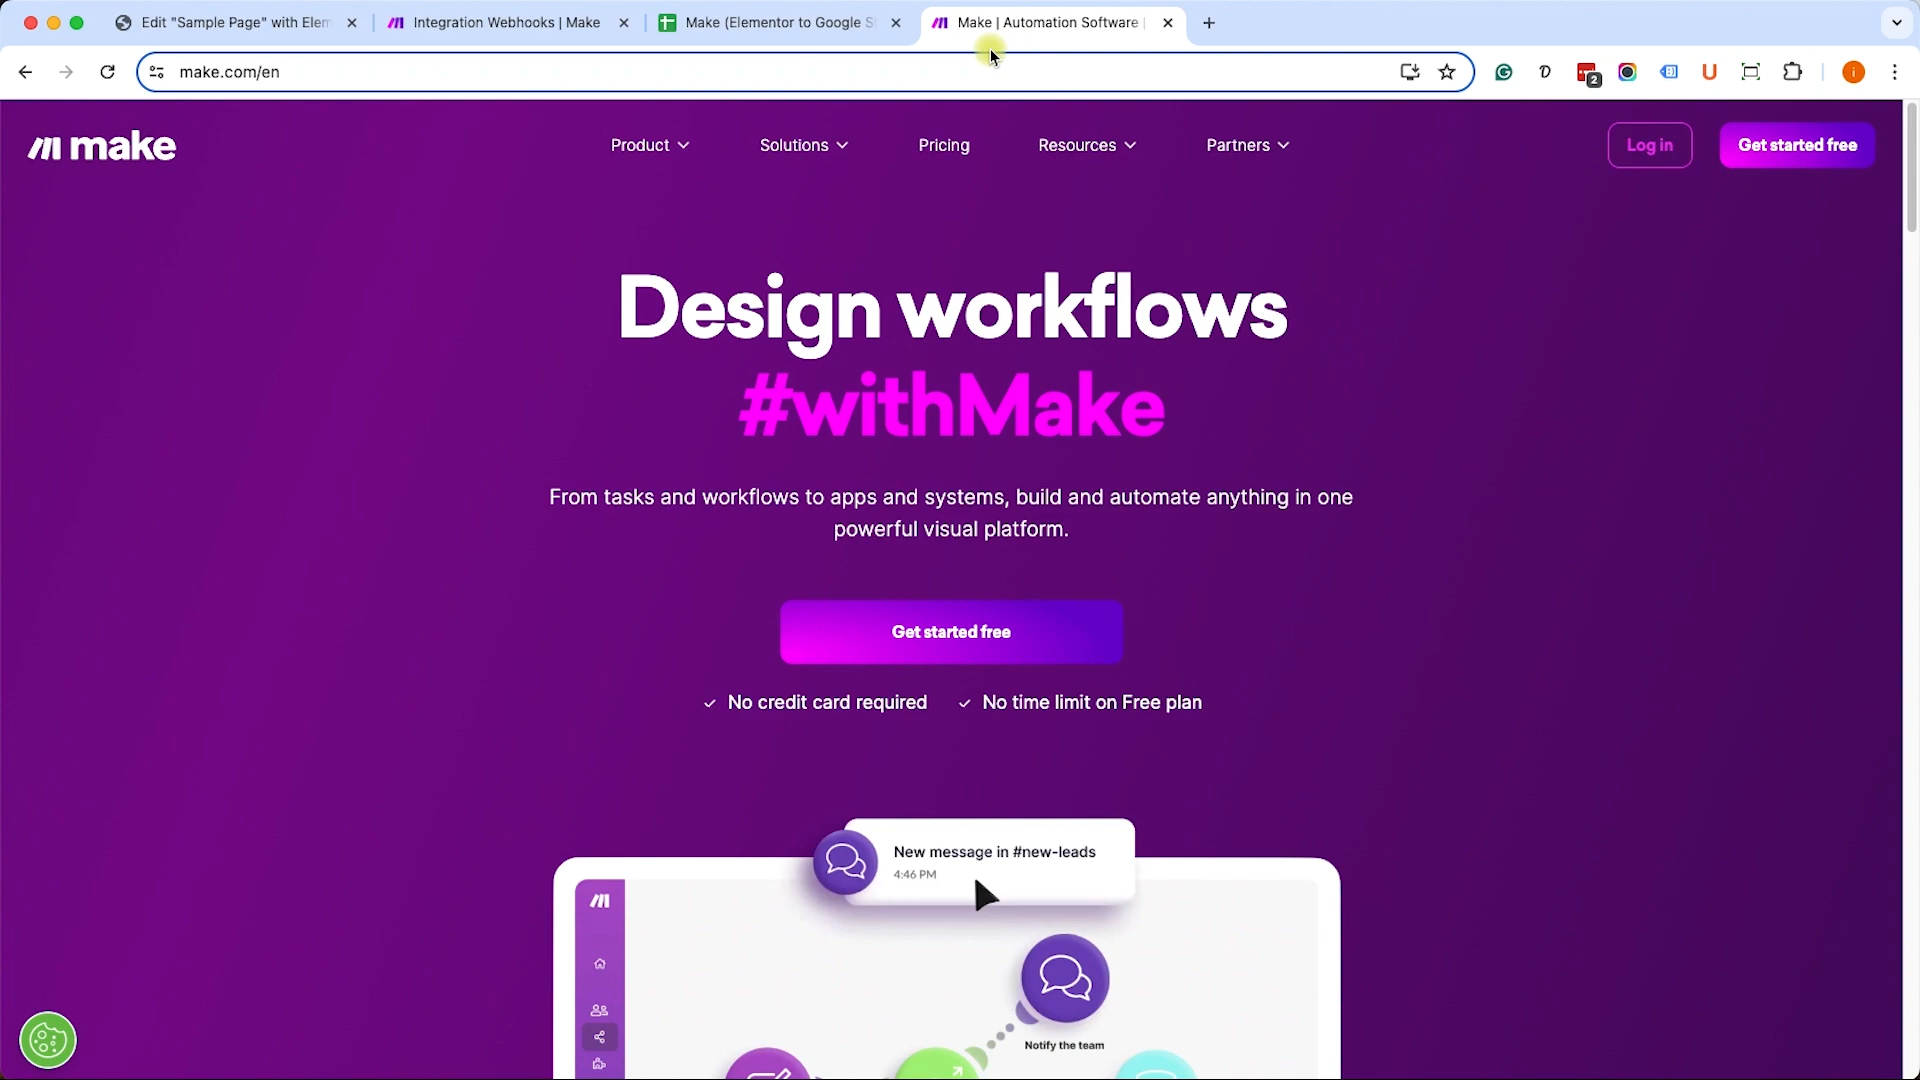 Edit "Sample Page" with Elem
Integration Webhooks | Make
Make (Elementor to Google S
Make | Automation Software |
make.com/en
2
i
make
Product
Solutions
Pricing
Resources
Partners
Log in
Get started free
Design workflows
#withMake
From tasks and workflows to apps and systems, build and automate anything in one
powerful visual platform.
Get started free
No credit card required
No time limit on Free plan
New message in #new-leads
4:46 PM
Notify the team